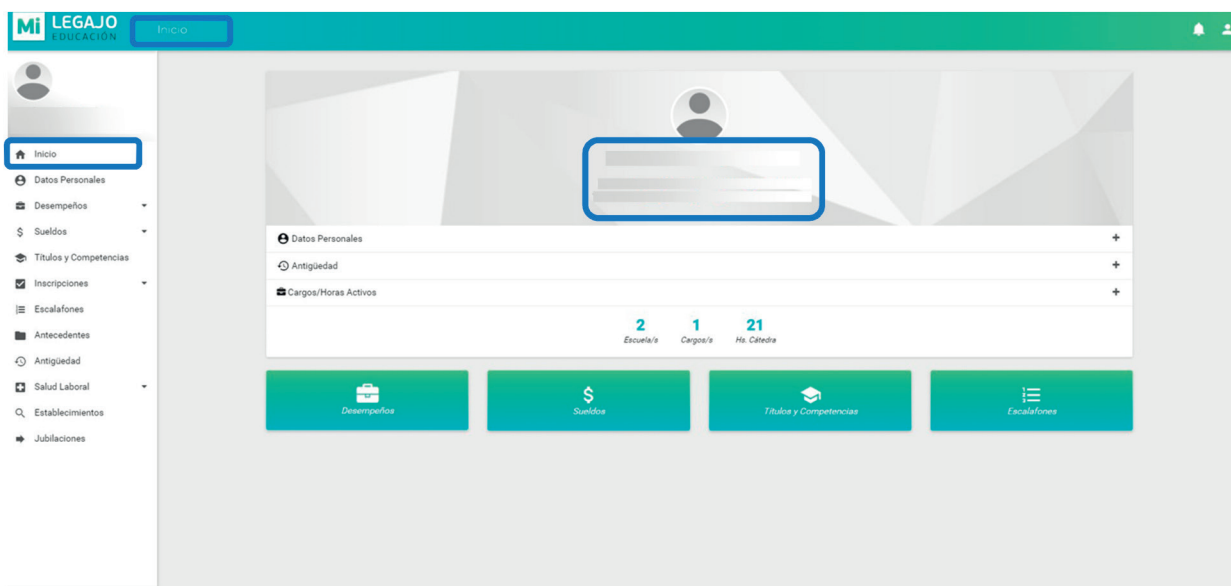 Mi LEGAJO
EDUCACIÓN
Inicio
Inicio
Datos Personales
Desempeños
$ Sueldos
Títulos y Competencias
Inscripciones
Escalafones
Antecedentes
Antigüedad
Salud Laboral
Establecimientos
Jubilaciones
Datos Personales +
Antigüedad +
Cargos/Horas Activos +
2 1 21
Escuela/s Cargos/s Hs. Cátedra
Desempeños
$
Sueldos
Títulos y Competencias
Escalafones